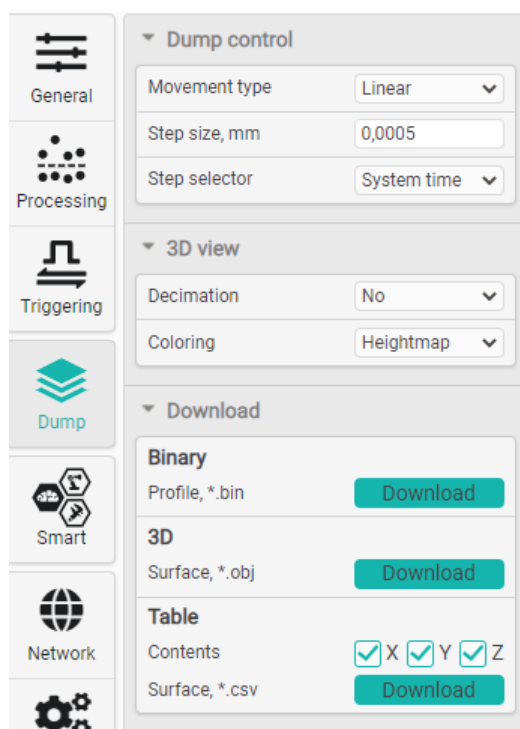 General
Processing
Triggering
Dump
Smart
Network
Dump control
Movement type Linear
Step size, mm 0,0005
Step selector System time
3D view
Decimation No
Coloring Heightmap
Download
Binary
Profile, *.bin Download
3D
Surface, *.obj Download
Table
Contents X Y Z
Surface, *.csv Download